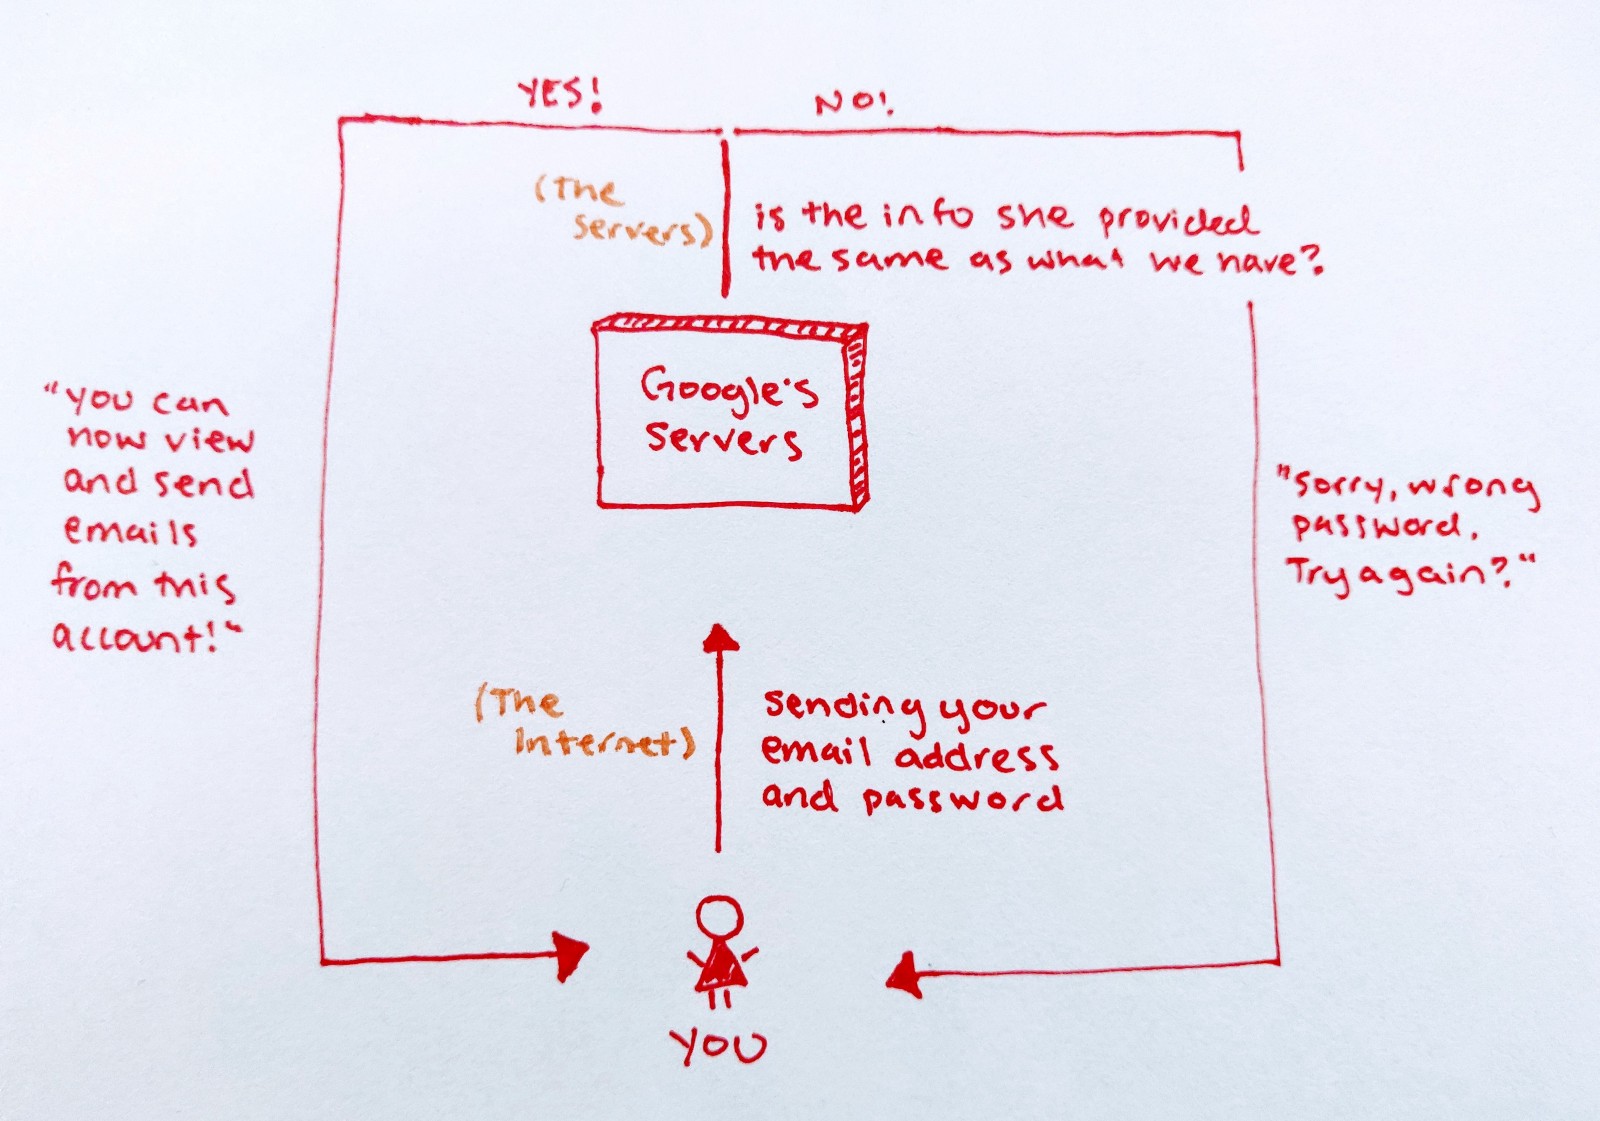 YES!
NO!
(The
servers)
is the info she provided
the same as what we have?
Google's
servers
"you can
now view
and send
emails
from this
account!"
"sorry, wrong
password.
Try again?"
(The
Internet)
sending your
email address
and password
YOU